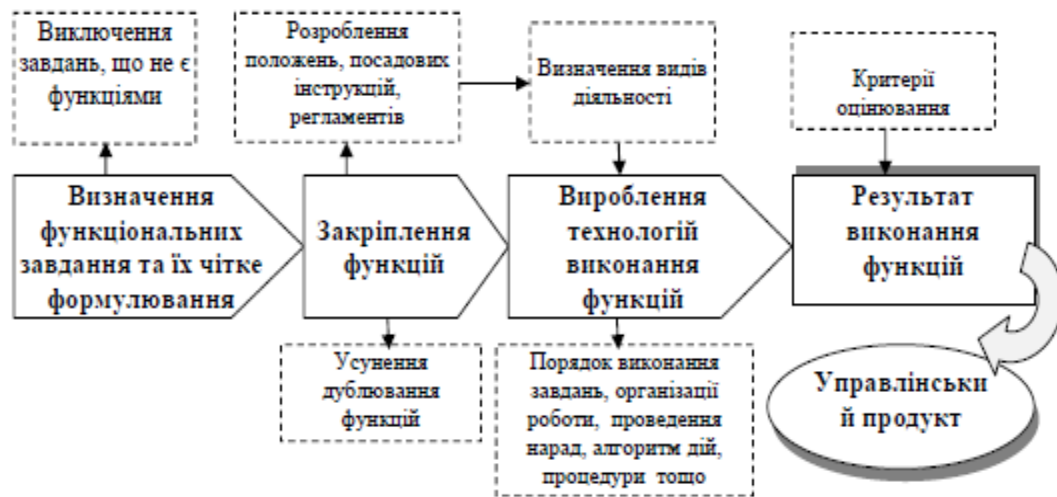 Виключення
завдань, що не є
функціями
Розроблення
положень, посадових
інструкцій,
регламентів
Визначення видів
діяльності
Критерії
оцінювання
Визначення
функціональних
завдання та їх чітке
формулювання
Закріплення
функцій
Вироблення
технологій
виконання
функцій
Результат
виконання
функцій
Усунення
дублювання
функцій
Порядок виконання
завдань, організації
роботи, проведення
нарад, алгоритм дій,
процедури тощо
Управлінськи
й продукт